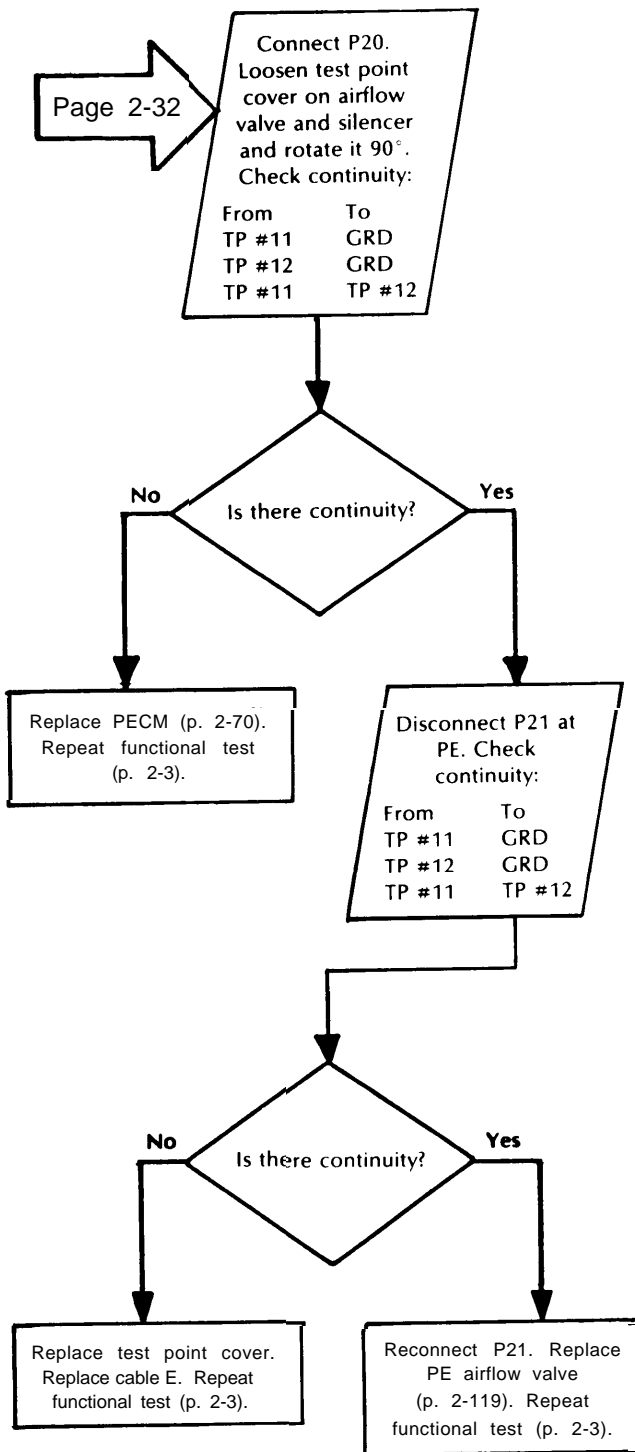 Page 2-32
Connect P20.
Loosen test point
cover on airflow
valve and silencer
and rotate it 90°.
Check continuity:
From To
TP #11 GRD
TP #12 GRD
TP #11 TP #12
Is there continuity?
No
Yes
Replace PECM (p. 2-70).
Repeat functional test
(p. 2-3).
Disconnect P21 at
PE. Check
continuity:
From To
TP #11 GRD
TP #12 GRD
TP #11 TP #12
Is there continuity?
No
Yes
Replace test point cover.
Replace cable E. Repeat
functional test (p. 2-3).
Reconnect P21. Replace
PE airflow valve
(p. 2-119). Repeat
functional test (p. 2-3).